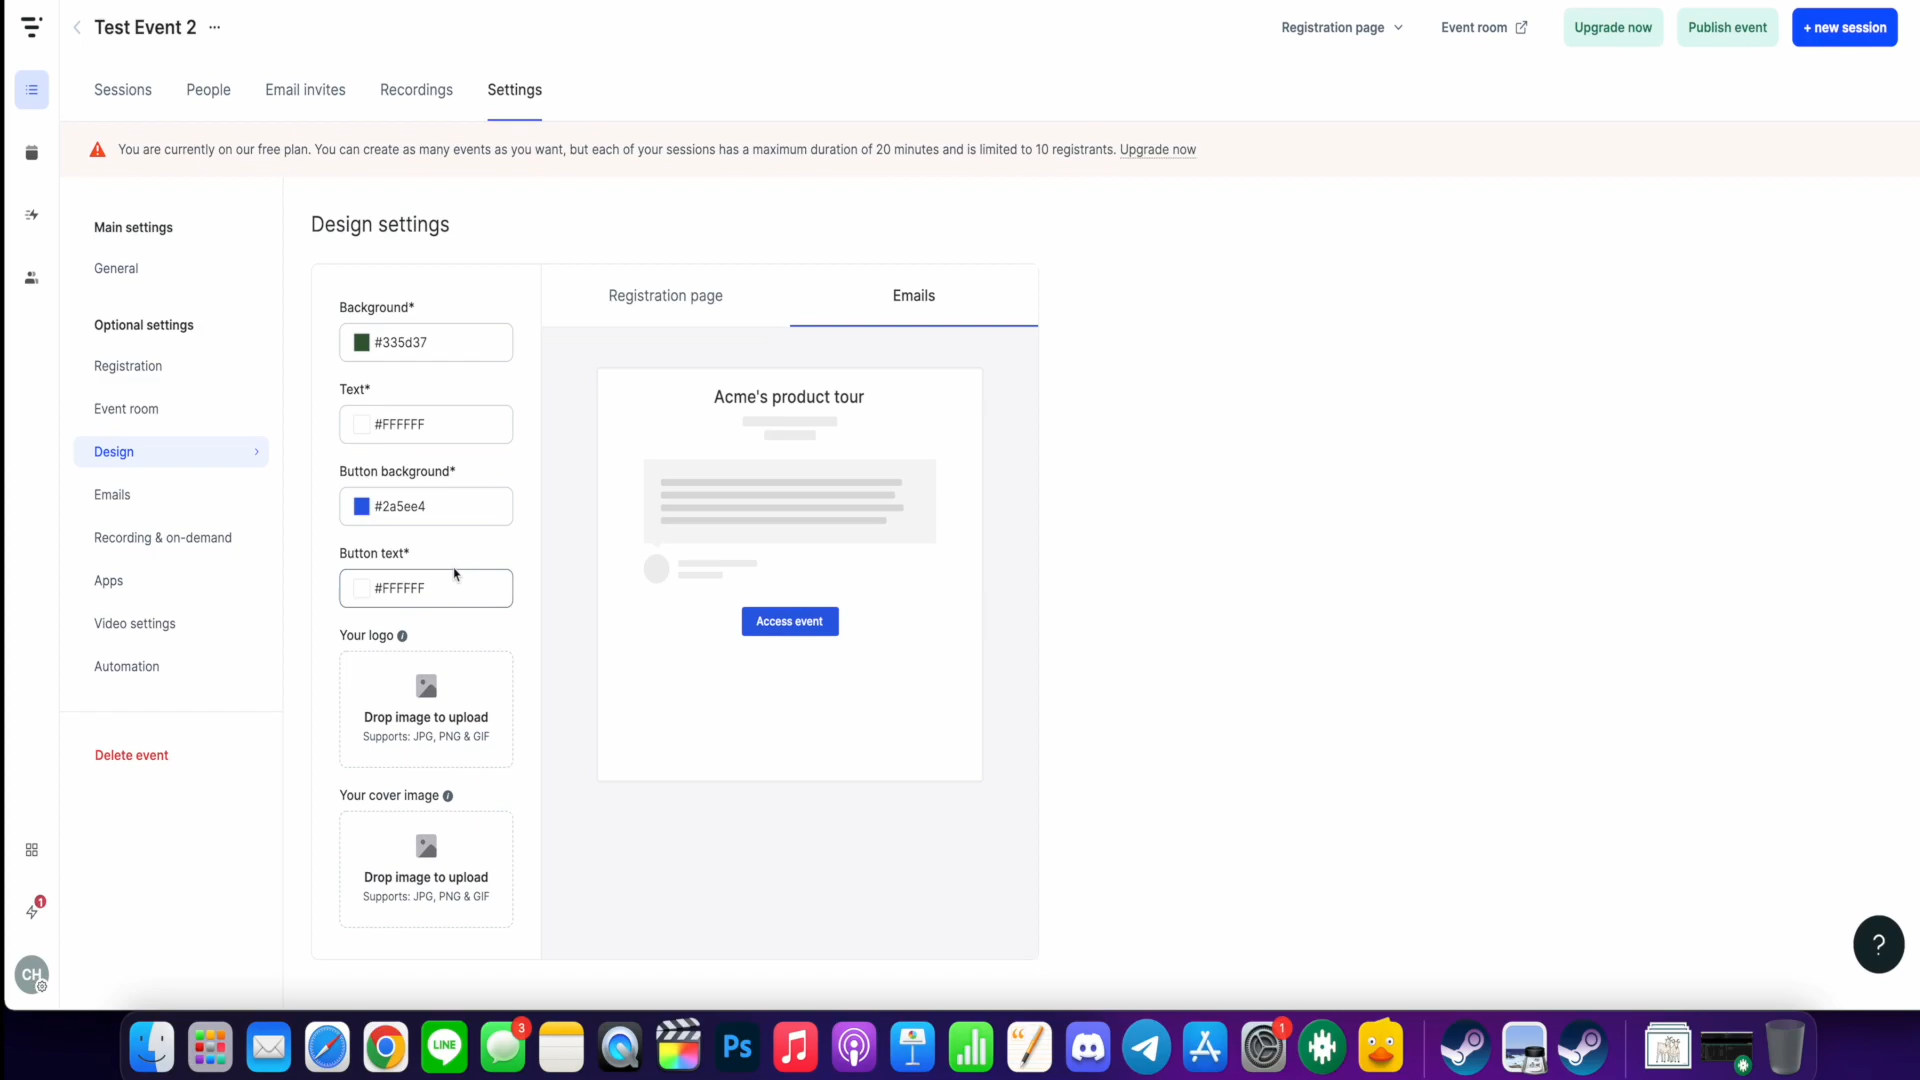 Test Event 2 ...
Registration page
Event room
Upgrade now
Publish event
+ new session
Sessions
People
Email invites
Recordings
Settings
You are currently on our free plan. You can create as many events as you want, but each of your sessions has a maximum duration of 20 minutes and is limited to 10 registrants. Upgrade now
Main settings
General
Optional settings
Registration
Event room
Design
Emails
Recording & on-demand
Apps
Video settings
Automation
Delete event
1
CH
Design settings
Background*
#335d37
Text*
#FFFFFF
Button background*
#2a5ee4
Button text*
#FFFFFF
Your logo
Drop image to upload
Supports: JPG, PNG & GIF
Your cover image
Drop image to upload
Supports: JPG, PNG & GIF
Registration page
Emails
Acme's product tour
Access event
?
LINE
3
Ps
1